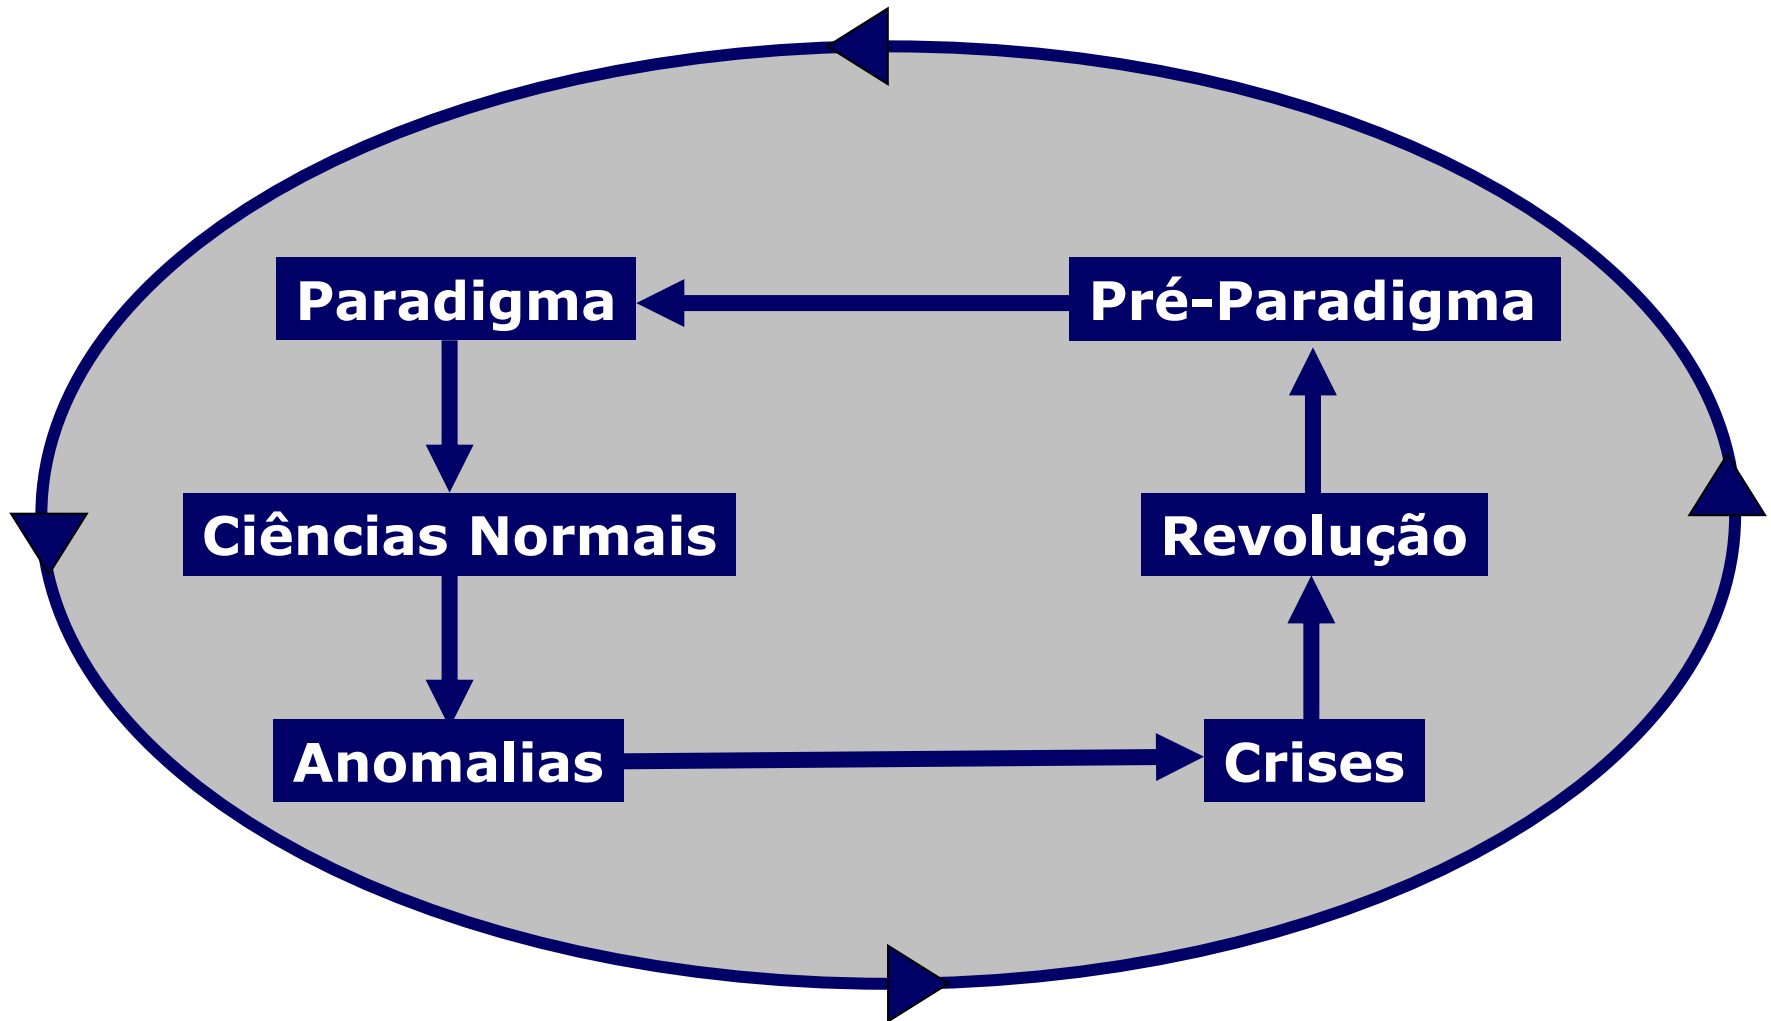 Paradigma
Pré-Paradigma
Ciências Normais
Revolução
Anomalias
Crises